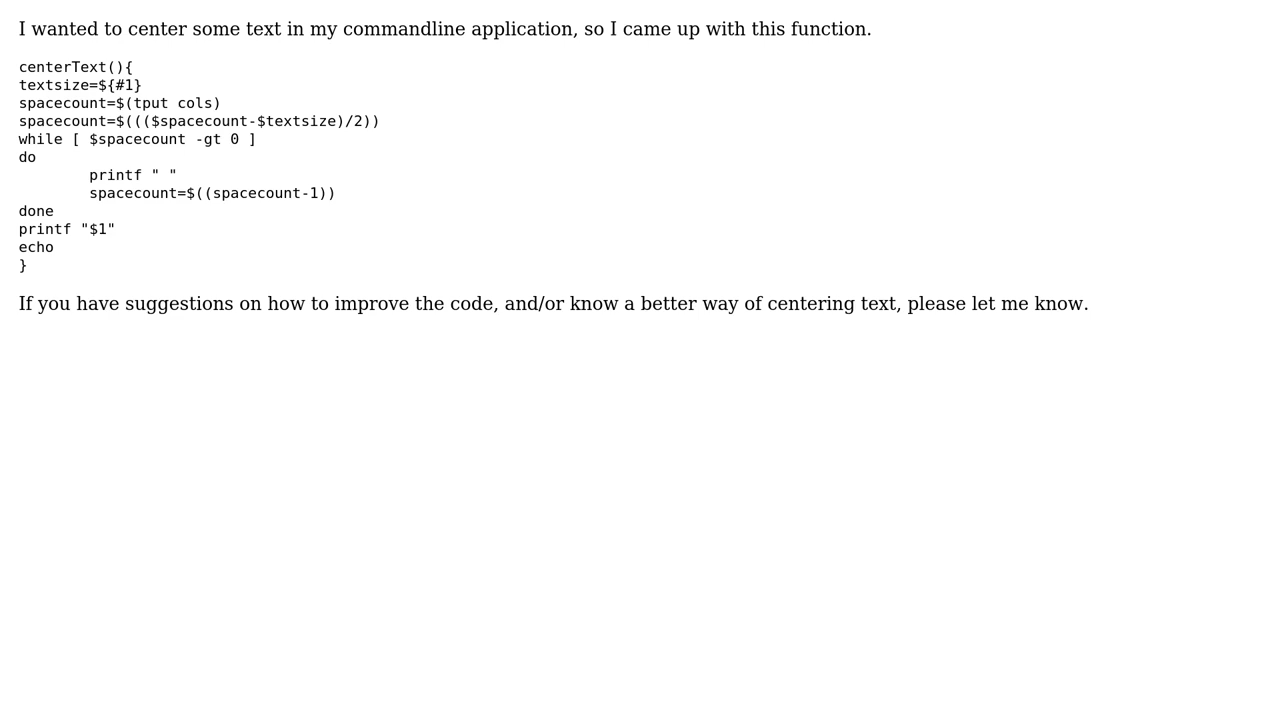 I wanted to center some text in my commandline application, so I came up with this function.
centerText(){
textsize=${#1}
spacecount=$(tput cols)
spacecount=$((($spacecount-$textsize)/2))
while [ $spacecount -gt 0 ]
do
        printf " "
        spacecount=$((spacecount-1))
done
printf "$1"
echo
}
If you have suggestions on how to improve the code, and/or know a better way of centering text, please let me know.